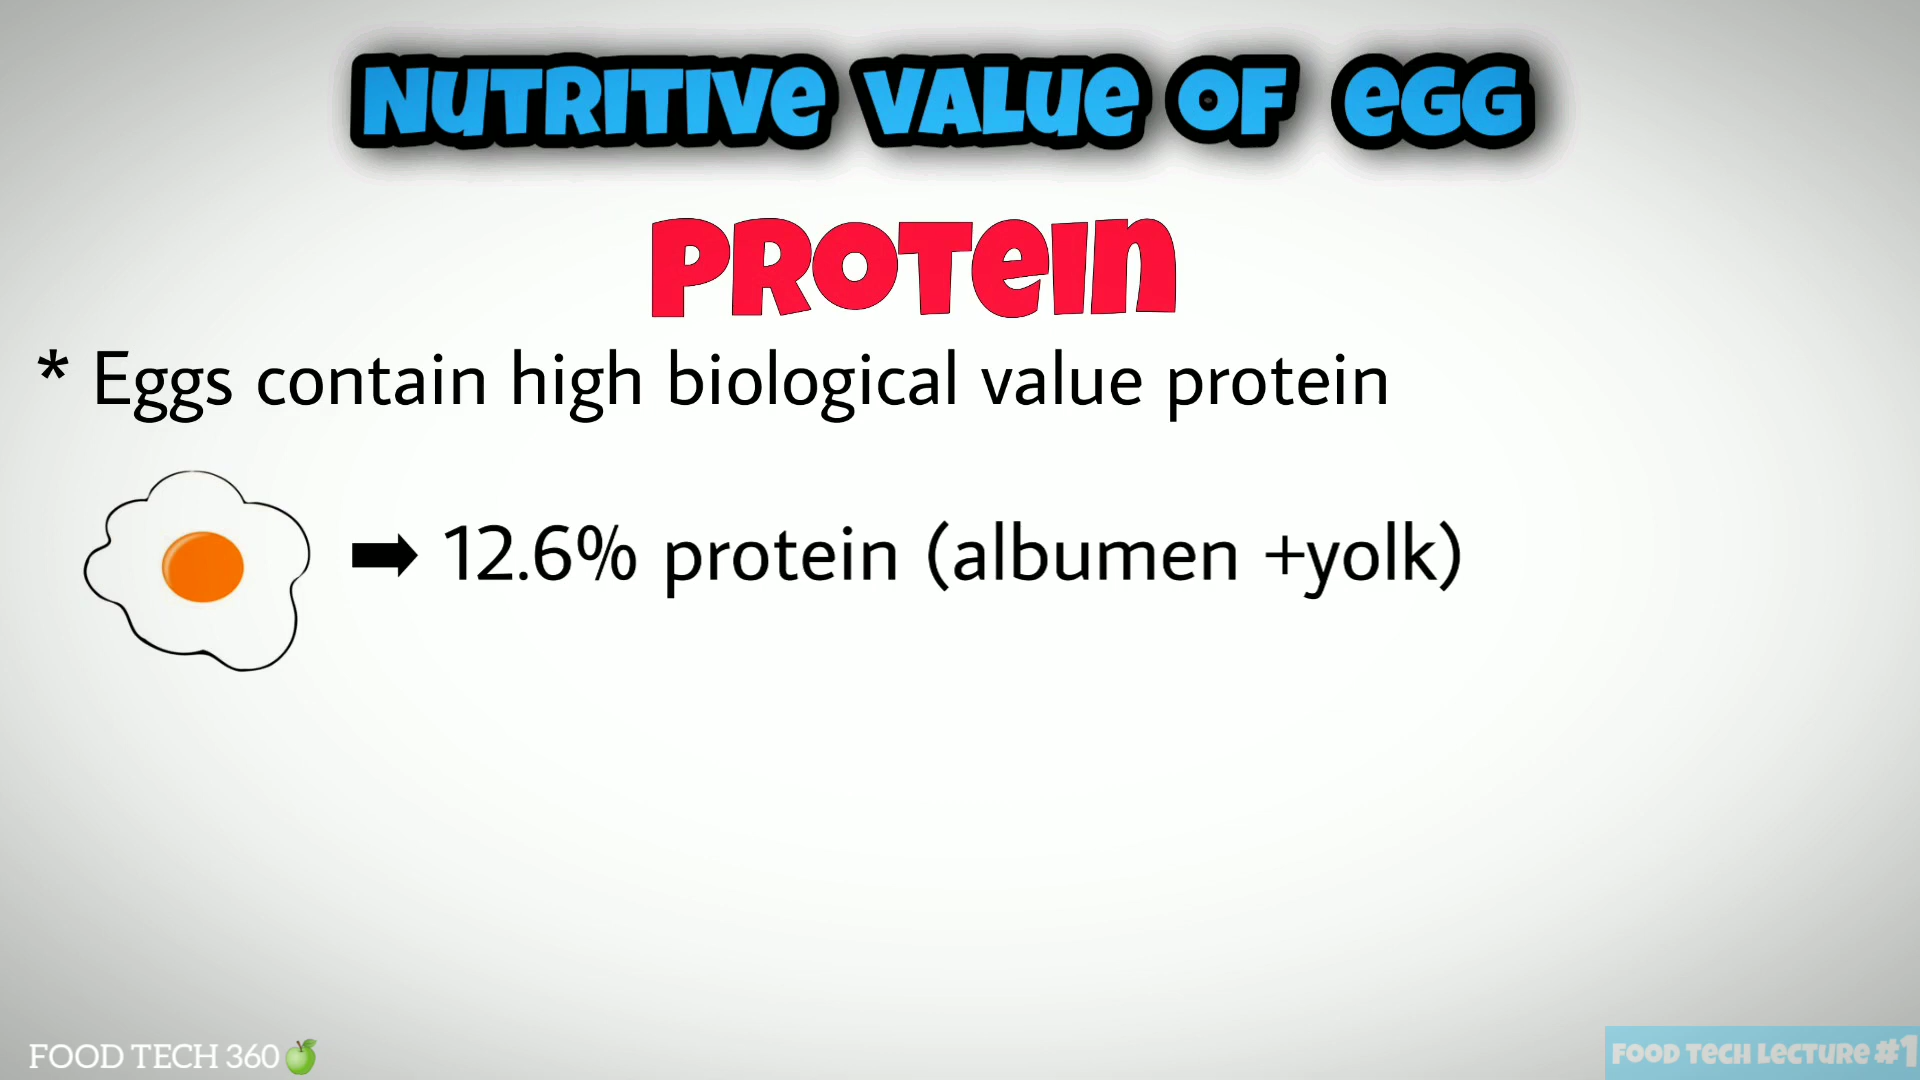 NUTRITIVE VALUE OF EGG
PROTEIN
* Eggs contain high biological value protein
➡ 12.6% protein (albumen +yolk)
FOOD TECH 360🍏
FOOD TECH LECTURE #1